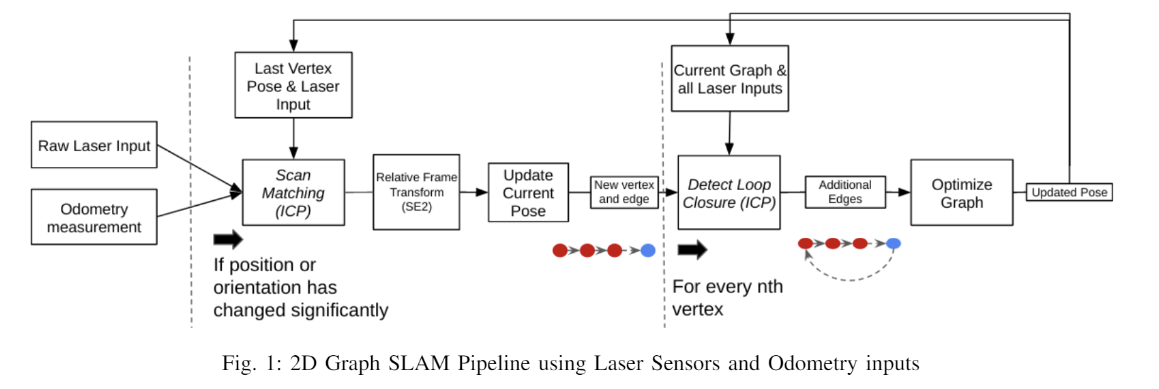 Last Vertex
Pose & Laser
Input
Current Graph &
all Laser Inputs
Raw Laser Input
Odometry
measurement
Scan
Matching
(ICP)
Relative Frame
Transform
(SE2)
Update
Current
Pose
New vertex
and edge
Detect Loop
Closure (ICP)
Additional
Edges
Optimize
Graph
Updated Pose
If position or
orientation has
changed significantly
For every nth
vertex
Fig. 1: 2D Graph SLAM Pipeline using Laser Sensors and Odometry inputs